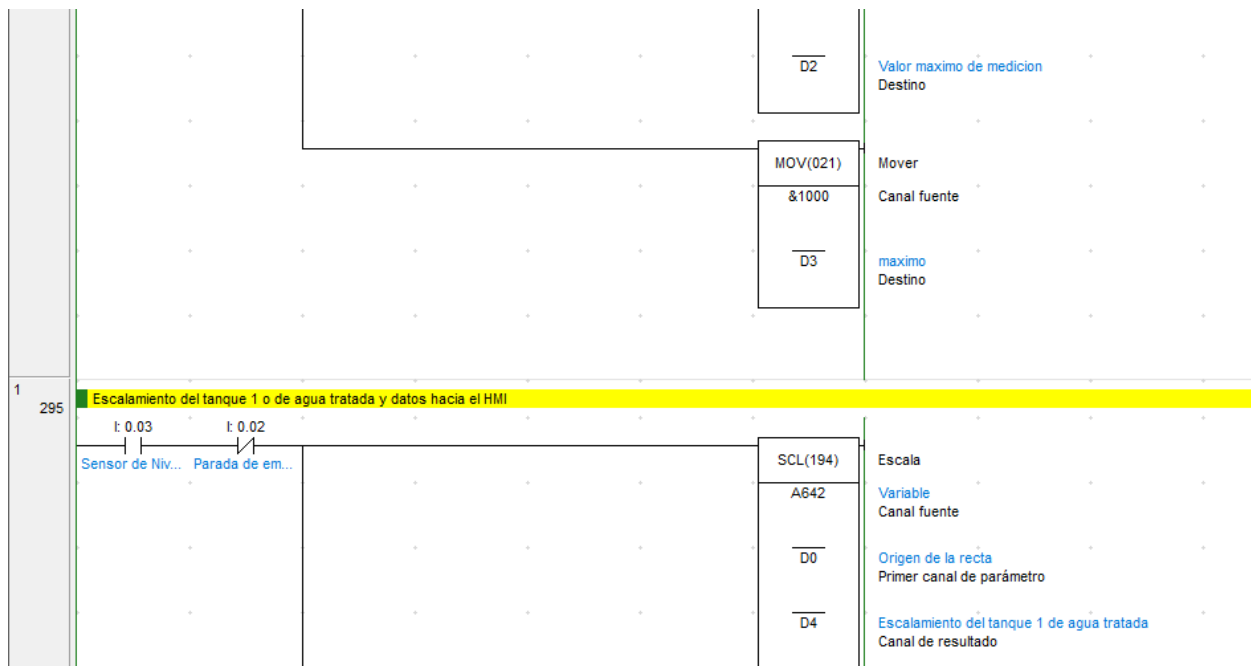 D2
Valor maximo de medicion
Destino
MOV(021)
Mover
&1000
Canal fuente
D3
maximo
Destino
1
295
Escalamiento del tanque 1 o de agua tratada y datos hacia el HMI
I: 0.03
I: 0.02
Sensor de Niv...
Parada de em...
SCL(194)
Escala
A642
Variable
Canal fuente
D0
Origen de la recta
Primer canal de parámetro
D4
Escalamiento del tanque 1 de agua tratada
Canal de resultado